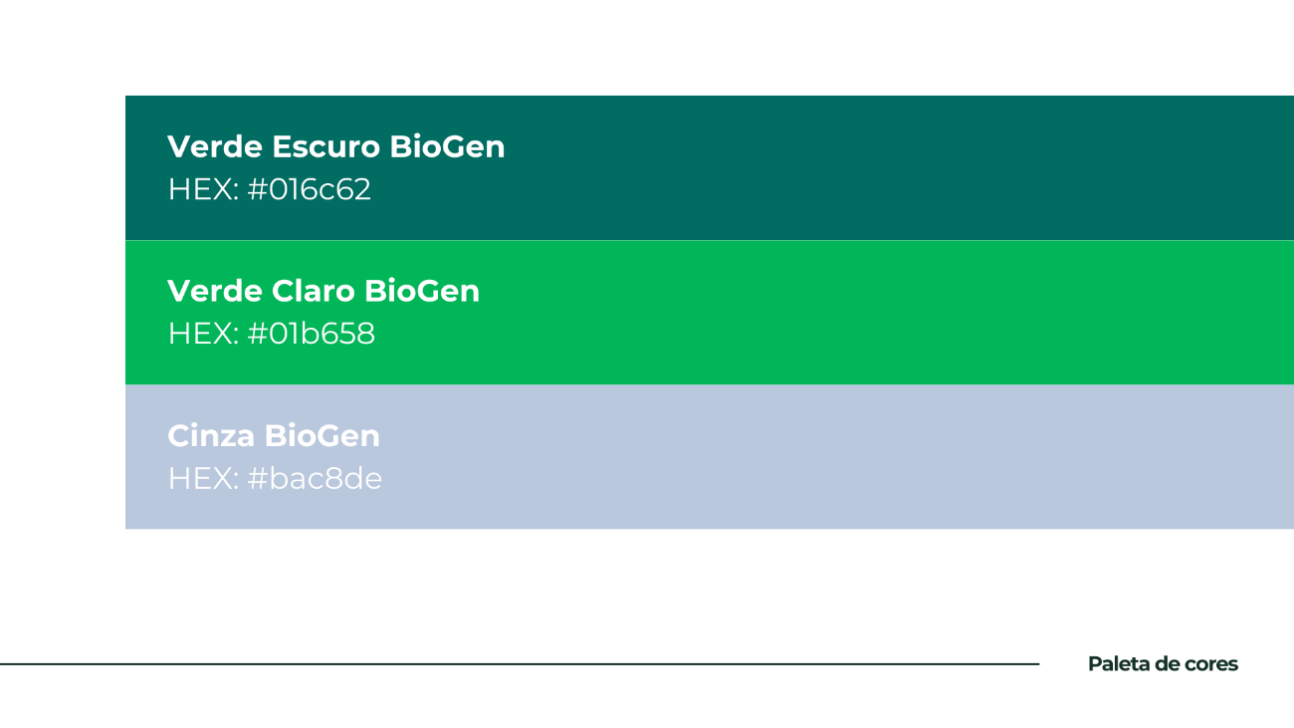 Verde Escuro BioGen
HEX: #016c62
Verde Claro BioGen
HEX: #01b658
Cinza BioGen
HEX: #bac8de
Paleta de cores